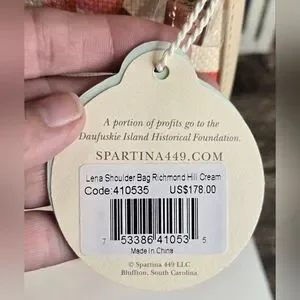 A portion of profits go to the
Daufuskie Island Historical Foundation.
SPARTINA449.COM
Lena Shoulder Bag Richmond Hill Cream
Code:410535 US$178.00
7 53386 41053 5
Made in China
© Spartina 449 LLC
Bluffton, South Carolina